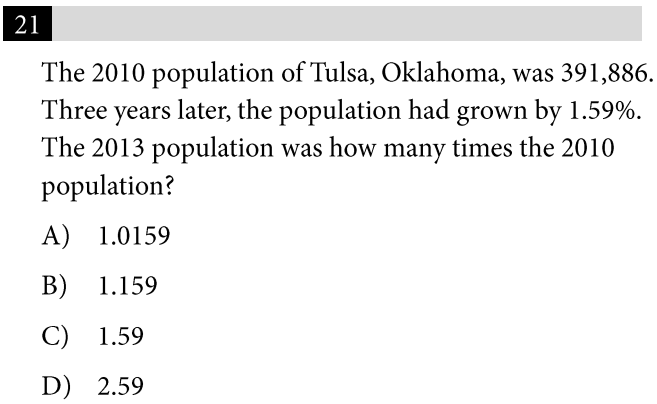 21
The 2010 population of Tulsa, Oklahoma, was 391,886.
Three years later, the population had grown by 1.59%.
The 2013 population was how many times the 2010
population?
A) 1.0159
B) 1.159
C) 1.59
D) 2.59